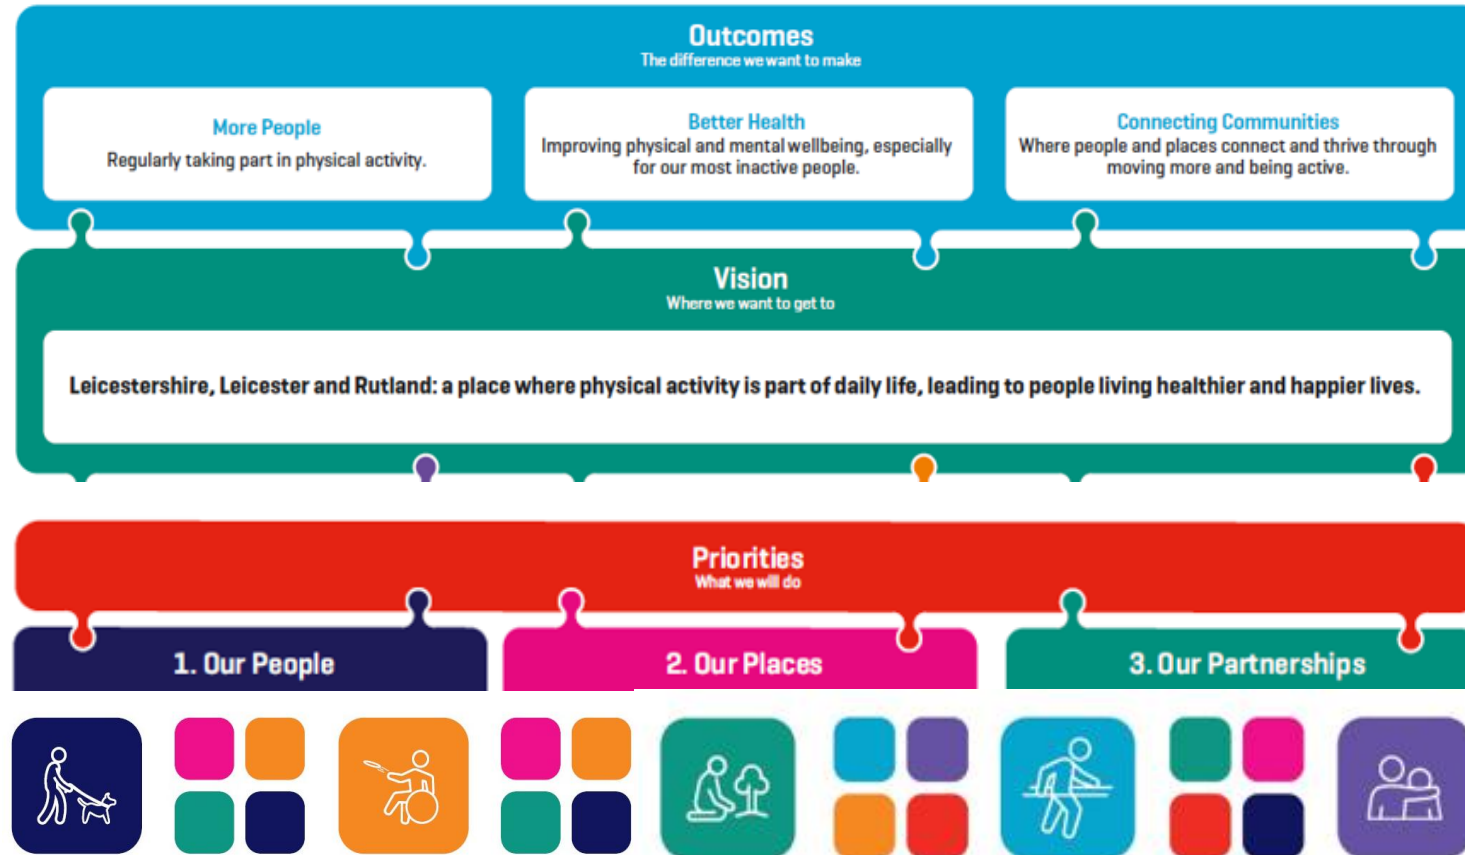 Outcomes
The difference we want to make
More People
Regularly taking part in physical activity.
Better Health
Improving physical and mental wellbeing, especially
for our most inactive people.
Connecting Communities
Where people and places connect and thrive through
moving more and being active.
Vision
Where we want to get to
Leicestershire, Leicester and Rutland: a place where physical activity is part of daily life, leading to people living healthier and happier lives.
Priorities
What we will do
1. Our People
2. Our Places
3. Our Partnerships